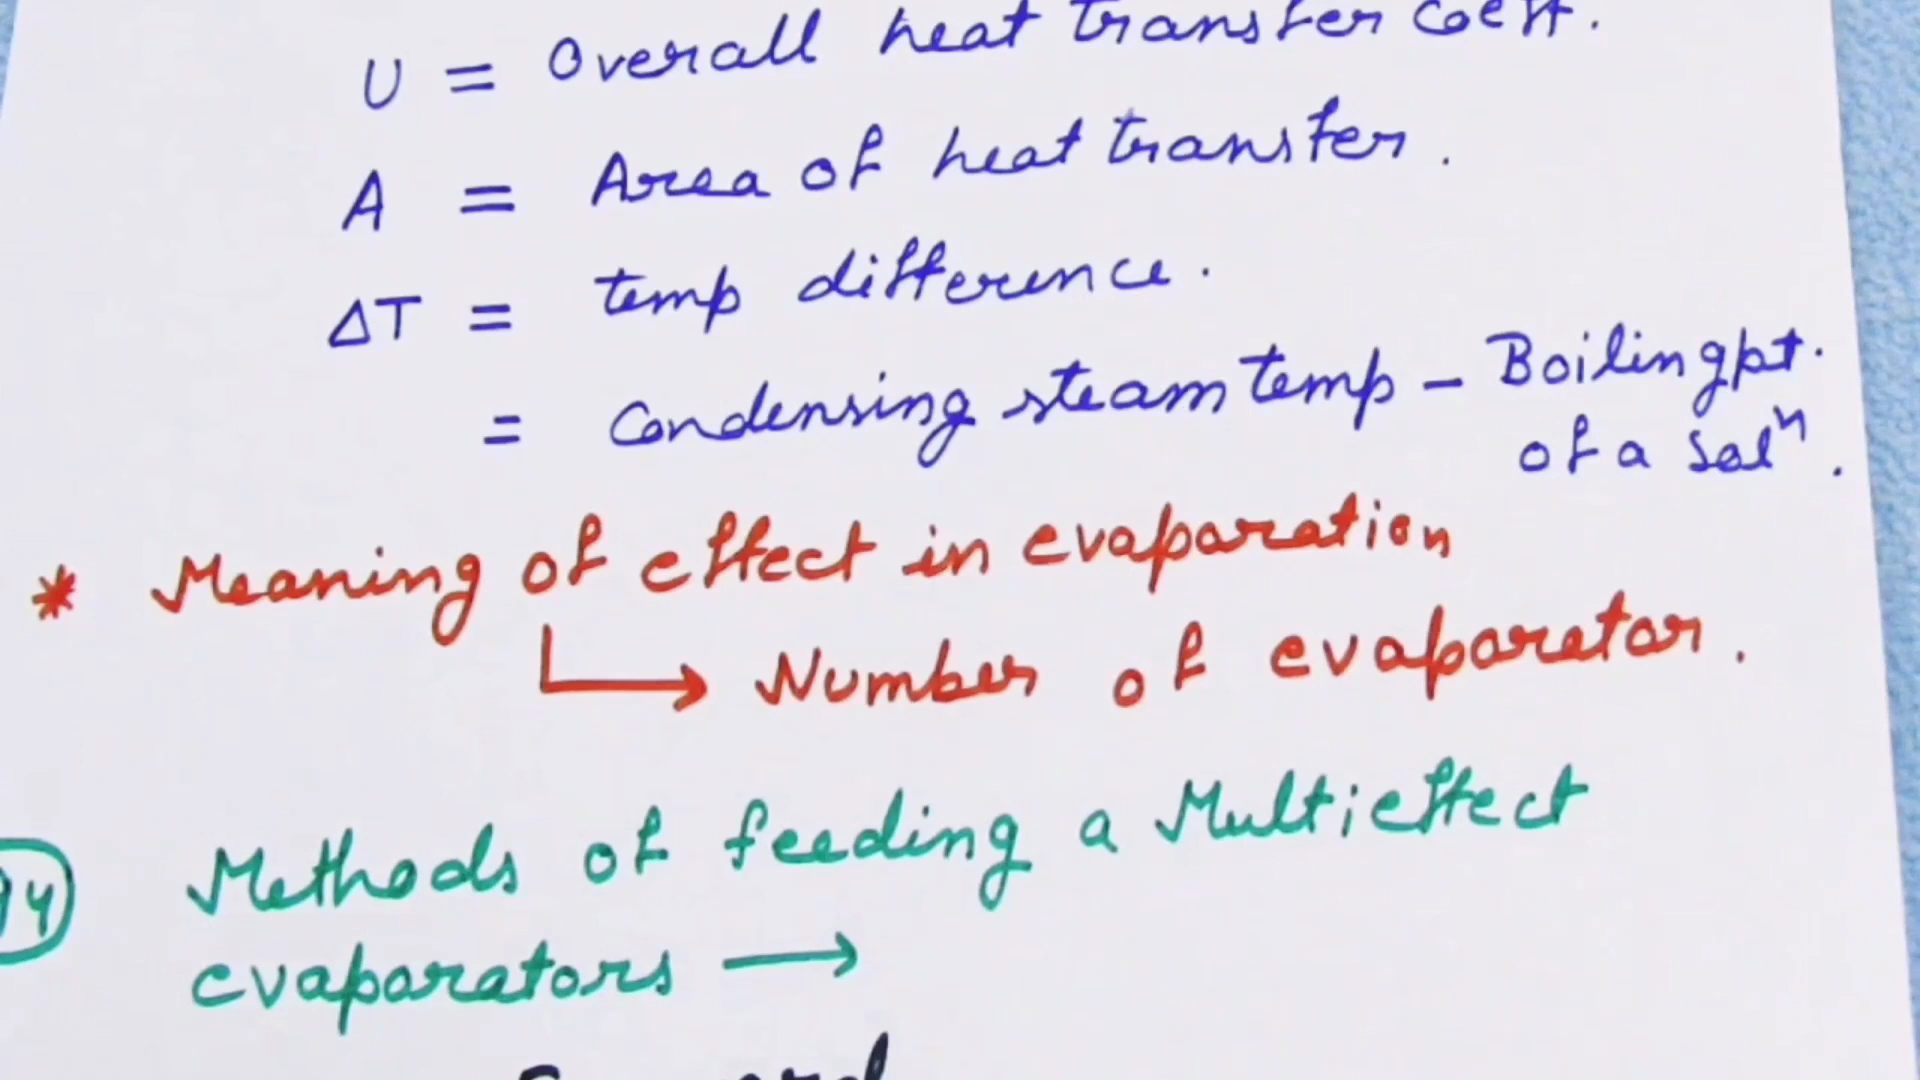 U = Overall heat transfer coeff.
A = Area of heat transfer.
ΔT = temp difference.
= Condensing steam temp - Boiling pt.
of a solⁿ.
* Meaning of effect in evaporation
↳ Number of evaporator.
Methods of feeding a Multieffect
evaporators →